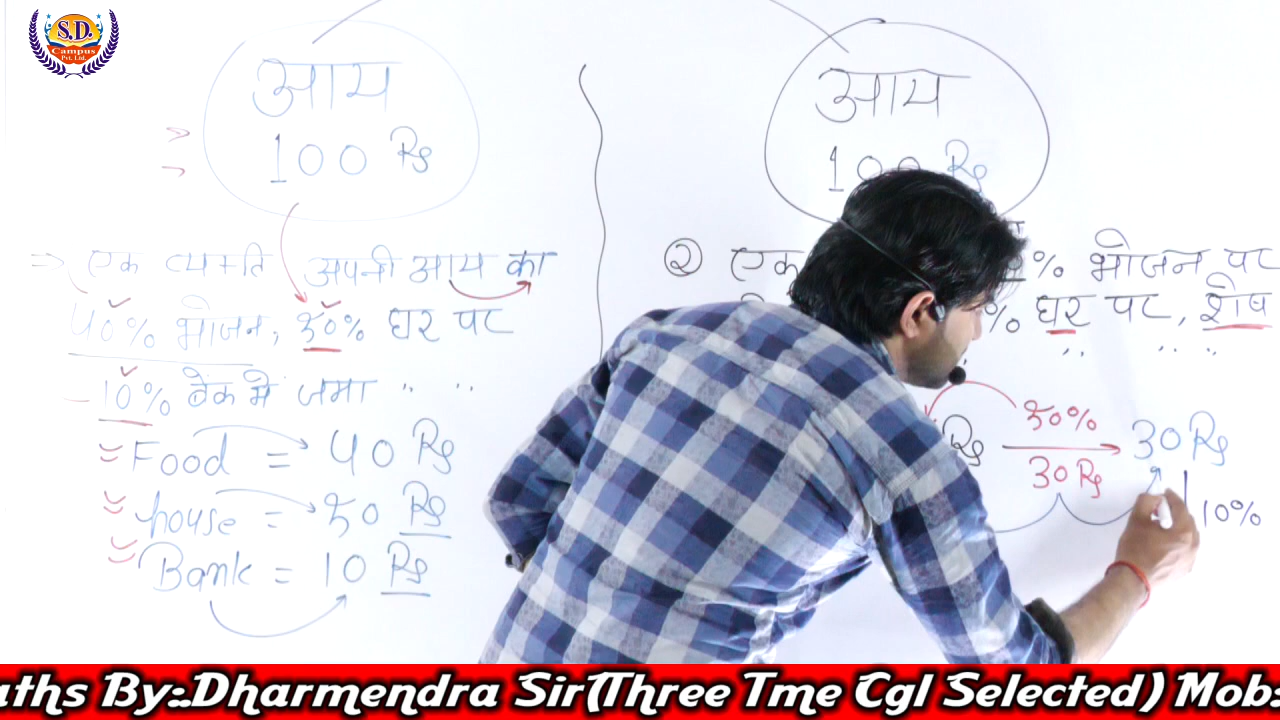 S.D.
Campus
Pvt. Ltd.
आय
100 Rs
⇒ एक व्यक्ति अपनी आय का
40% भोजन, 50% घर पर
10% बैंक मे जमा " "
Food = 40 Rs
house = 50 Rs
Bank = 10 Rs
आय
100 Rs
② एक % भोजन पर
% घर पर, शेष
" " "
Rs 50% 30 Rs
30 Rs
10%
aths By:-Dharmendra Sir(Three Tme Cgl Selected) Mob: